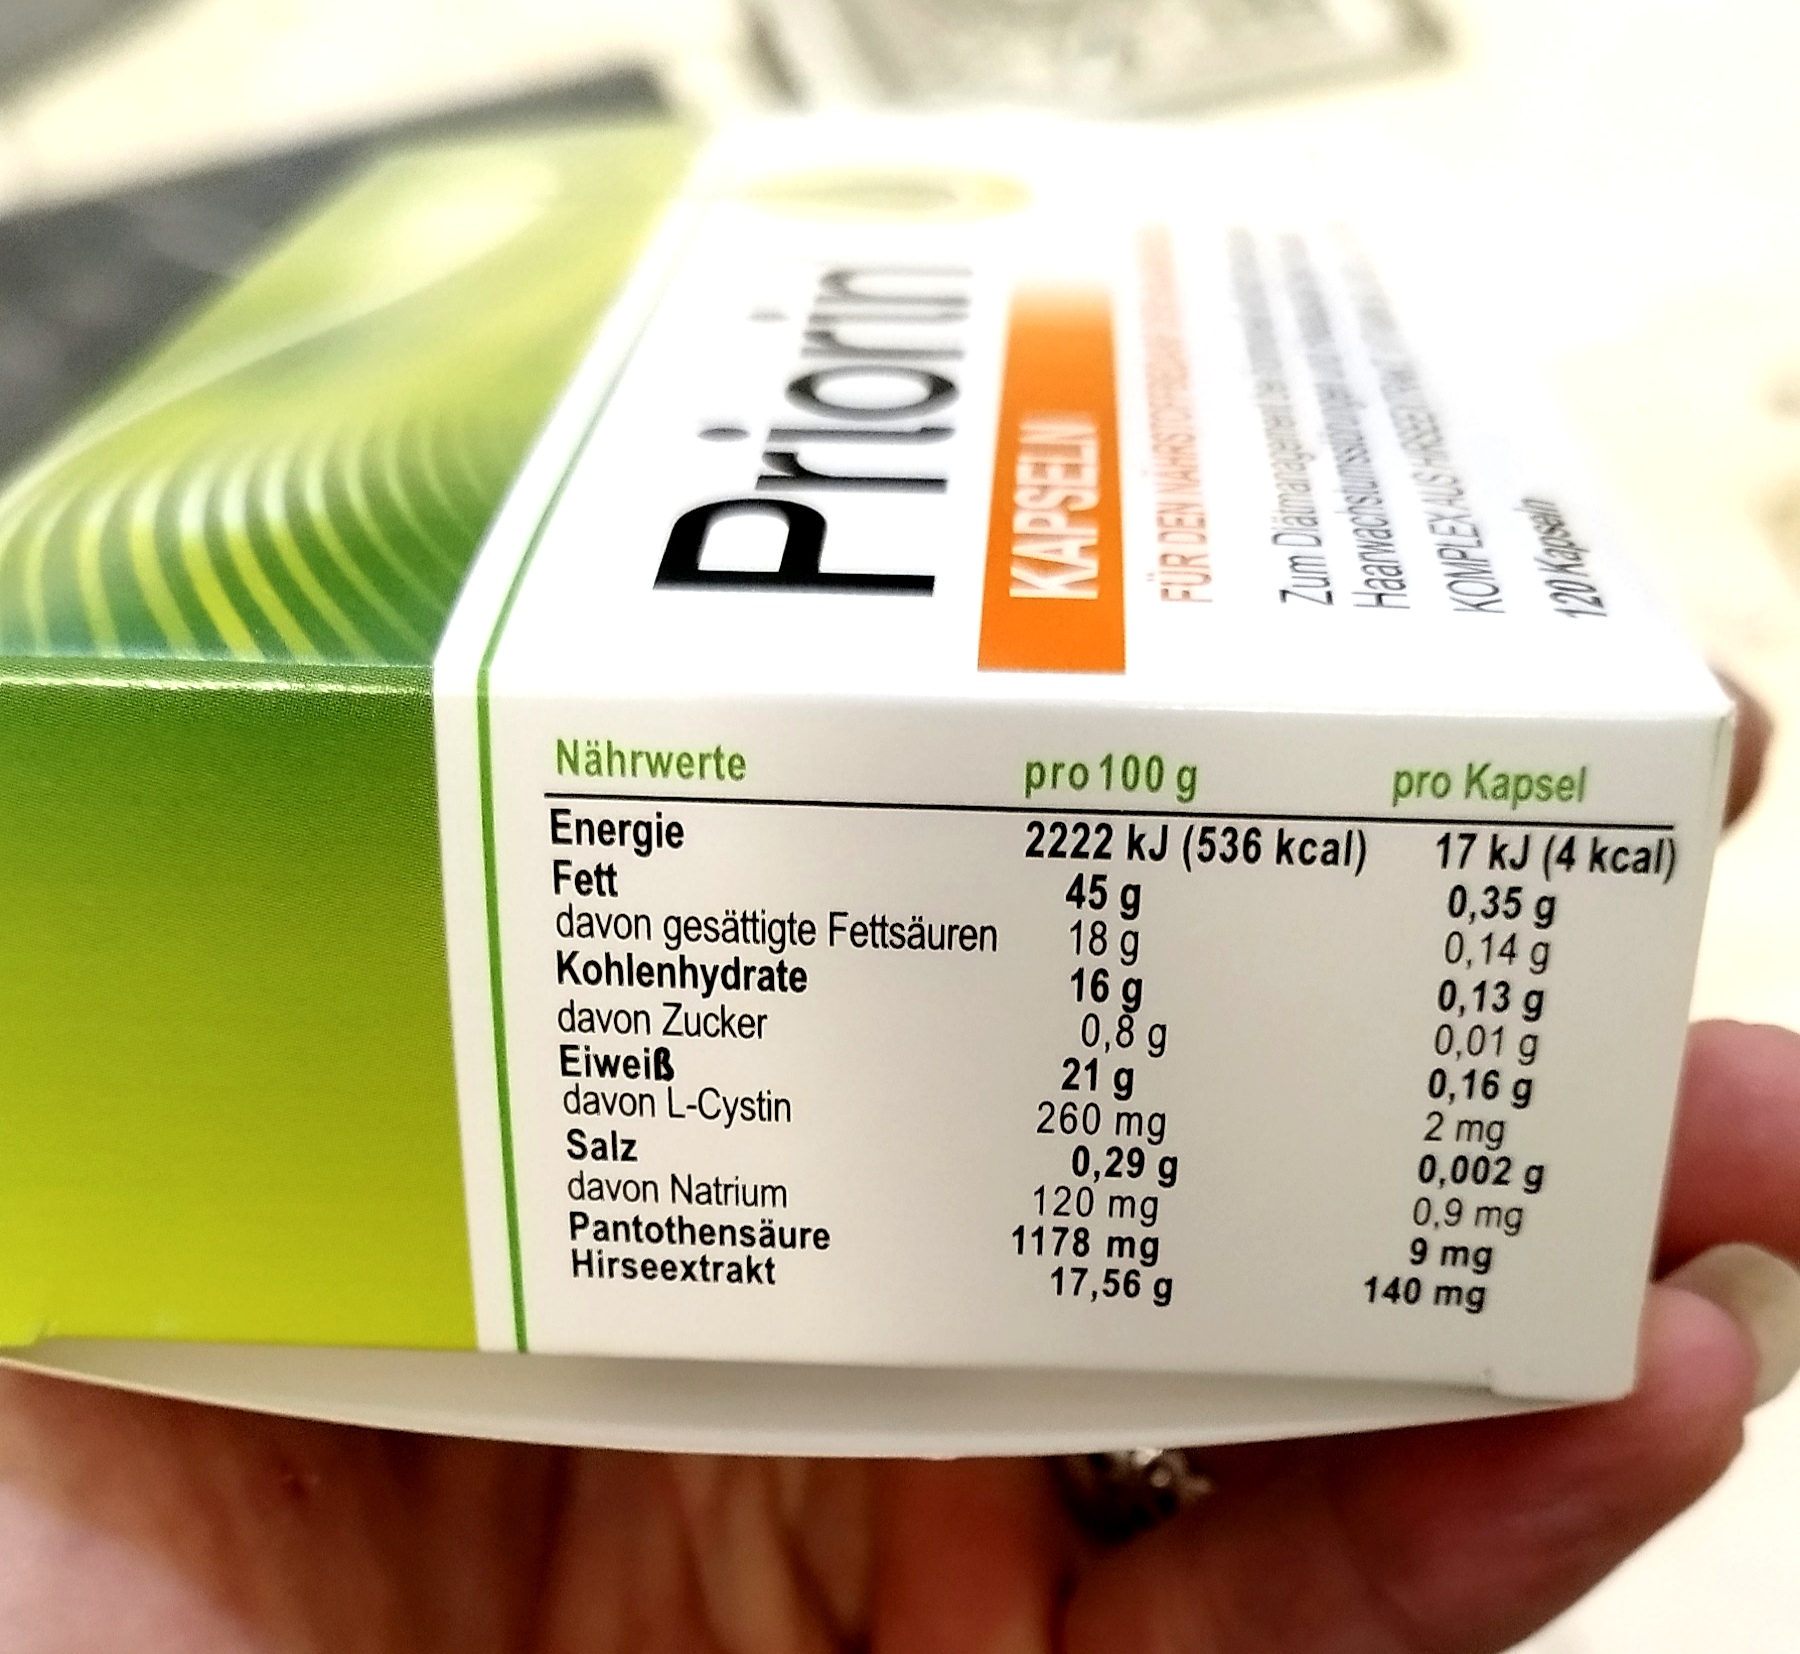 Priorin
KAPSELN
FÜR DEN NÄHRSTOFFBEDARF
Zum Diätmanagement bei
Haarwachstumsstörungen und
KOMPLEX AUS HIRSEEXTRAKT,
120 Kapseln
Nährwerte pro 100 g pro Kapsel
Energie 2222 kJ (536 kcal) 17 kJ (4 kcal)
Fett 45 g 0,35 g
davon gesättigte Fettsäuren 18 g 0,14 g
Kohlenhydrate 16 g 0,13 g
davon Zucker 0,8 g 0,01 g
Eiweiß 21 g 0,16 g
davon L-Cystin 260 mg 2 mg
Salz 0,29 g 0,002 g
davon Natrium 120 mg 0,9 mg
Pantothensäure 1178 mg 9 mg
Hirseextrakt 17,56 g 140 mg